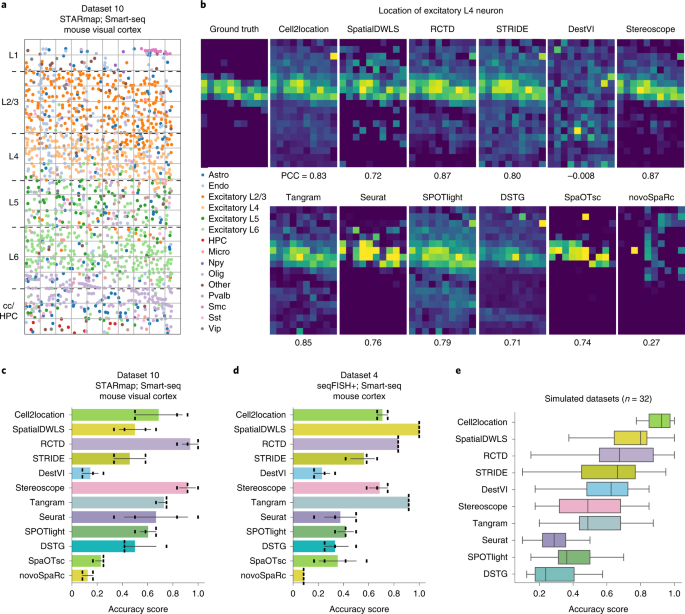 a
Dataset 10
STARmap; Smart-seq
mouse visual cortex
L1
L2/3
L4
L5
L6
cc/
HPC
Astro
Endo
Excitatory L2/3
Excitatory L4
Excitatory L5
Excitatory L6
HPC
Micro
Npy
Olig
Other
Pvalb
Smc
Sst
Vip
b
Location of excitatory L4 neuron
Ground truth Cell2location SpatialDWLS RCTD STRIDE DestVI Stereoscope
PCC = 0.83 0.72 0.87 0.80 −0.008 0.87
Tangram Seurat SPOTlight DSTG SpaOTsc novoSpaRc
0.85 0.76 0.79 0.71 0.74 0.27
c
Dataset 10
STARmap; Smart-seq
mouse visual cortex
Cell2location
SpatialDWLS
RCTD
STRIDE
DestVI
Stereoscope
Tangram
Seurat
SPOTlight
DSTG
SpaOTsc
novoSpaRc
0 0.2 0.4 0.6 0.8 1.0
Accuracy score
d
Dataset 4
seqFISH+; Smart-seq
mouse cortex
Cell2location
SpatialDWLS
RCTD
STRIDE
DestVI
Stereoscope
Tangram
Seurat
SPOTlight
DSTG
SpaOTsc
novoSpaRc
0 0.2 0.4 0.6 0.8 1.0
Accuracy score
e
Simulated datasets (n = 32)
Cell2location
SpatialDWLS
RCTD
STRIDE
DestVI
Stereoscope
Tangram
Seurat
SPOTlight
DSTG
0.2 0.4 0.6 0.8 1.0
Accuracy score